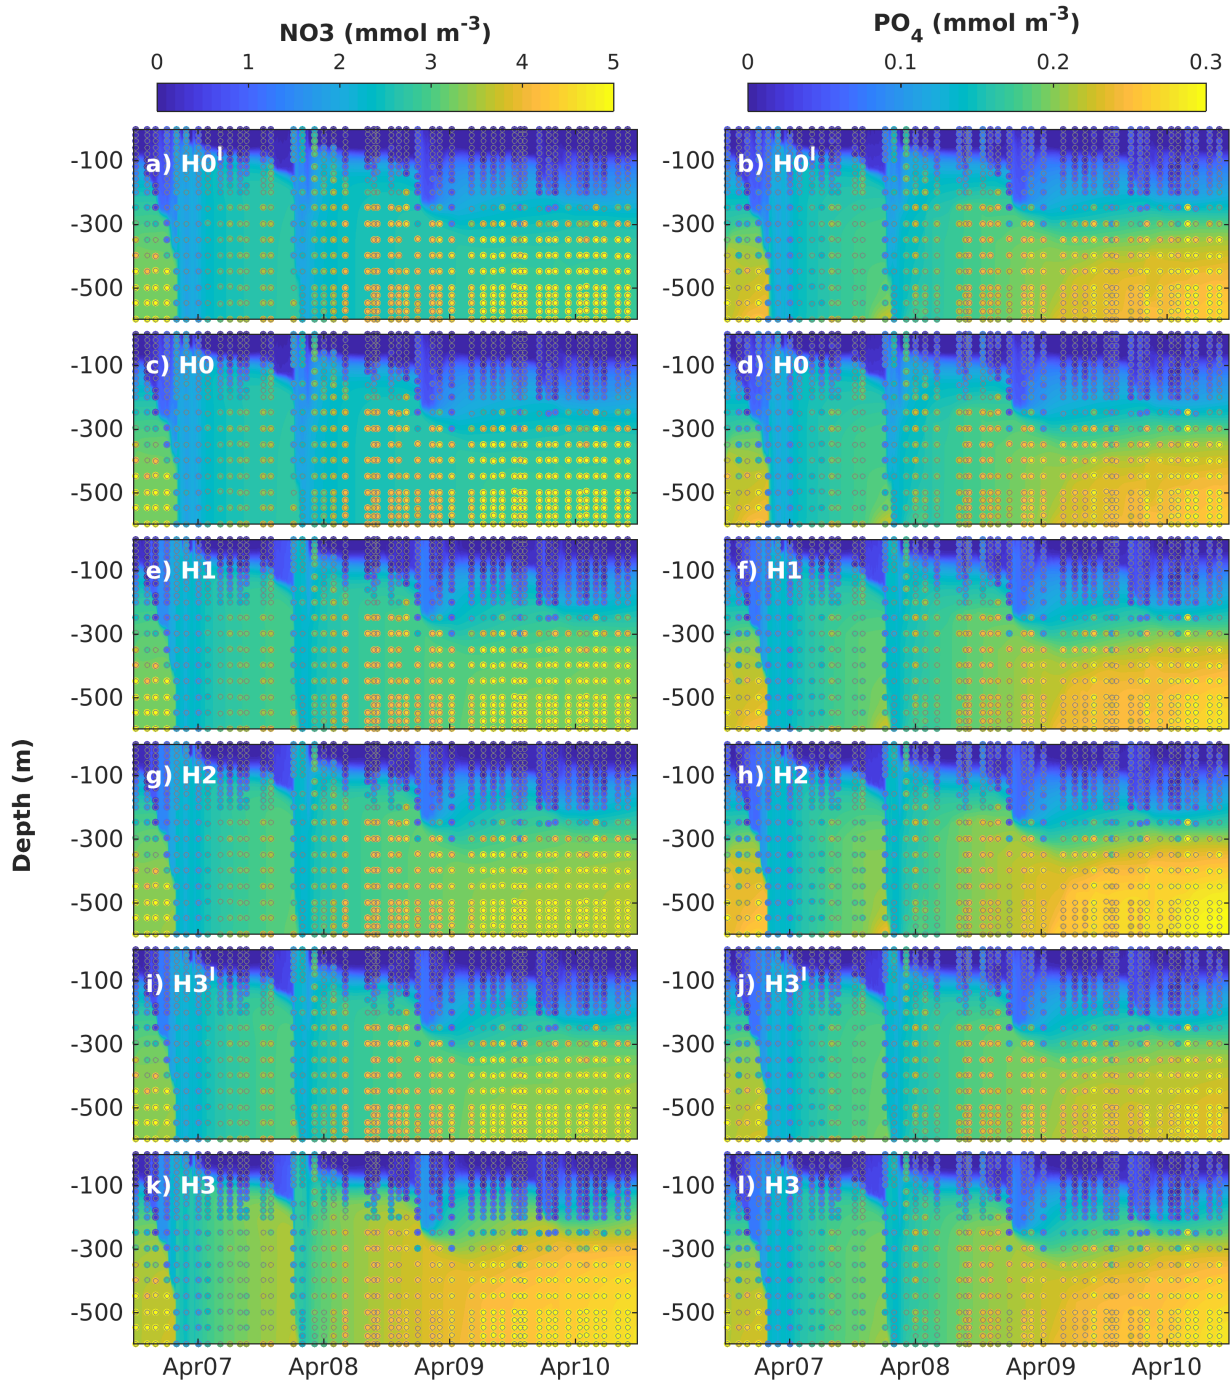 NO3 (mmol m-3)
PO4 (mmol m-3)
0 1 2 3 4 5
0 0.1 0.2 0.3
a) H0I
-100
-300
-500
b) H0I
-100
-300
-500
c) H0
-100
-300
-500
d) H0
-100
-300
-500
e) H1
-100
-300
-500
f) H1
-100
-300
-500
g) H2
-100
-300
-500
h) H2
-100
-300
-500
i) H3I
-100
-300
-500
j) H3I
-100
-300
-500
k) H3
-100
-300
-500
l) H3
-100
-300
-500
Depth (m)
Apr07 Apr08 Apr09 Apr10
Apr07 Apr08 Apr09 Apr10